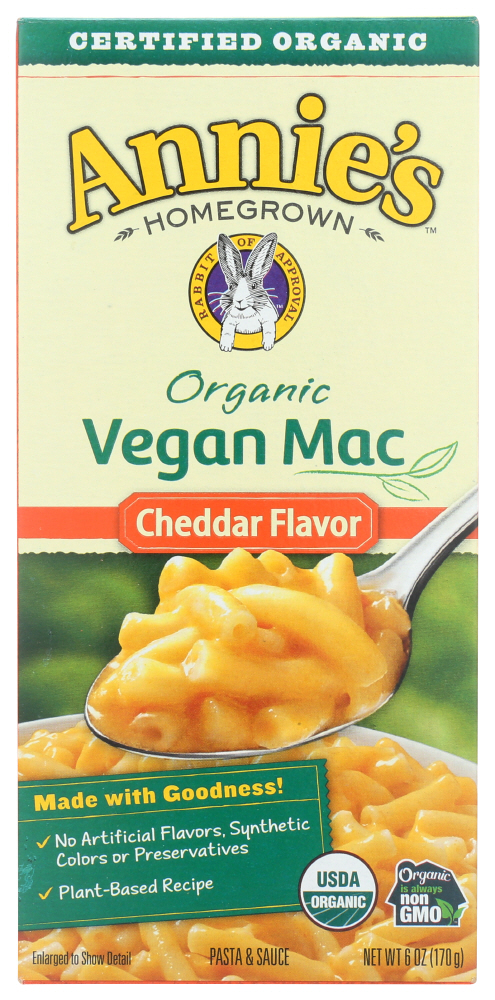 CERTIFIED ORGANIC
Annie's™
HOMEGROWN
RABBIT OF APPROVAL™
Organic
Vegan Mac
Cheddar Flavor
Made with Goodness!
✓ No Artificial Flavors, Synthetic
Colors or Preservatives
✓ Plant-Based Recipe
USDA
ORGANIC
Organic
is always
non
GMO
Enlarged to Show Detail
PASTA & SAUCE
NET WT 6 OZ (170 g)